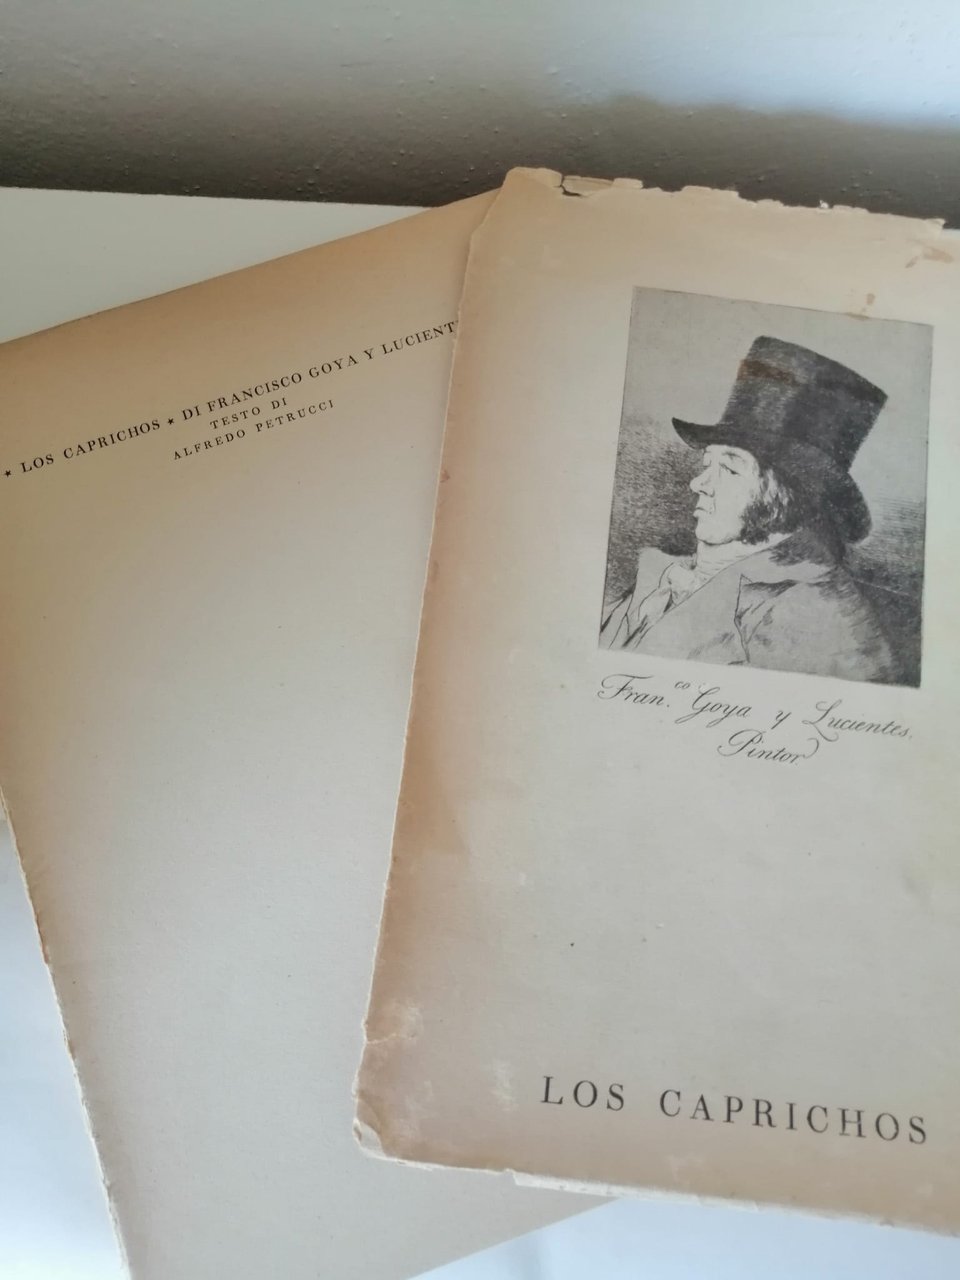 ★ LOS CAPRICHOS ★ DI FRANCISCO GOYA Y LUCIENT
TESTO DI
ALFREDO PETRUCCI
Fran.co Goya y Lucientes,
Pintor
LOS CAPRICHOS